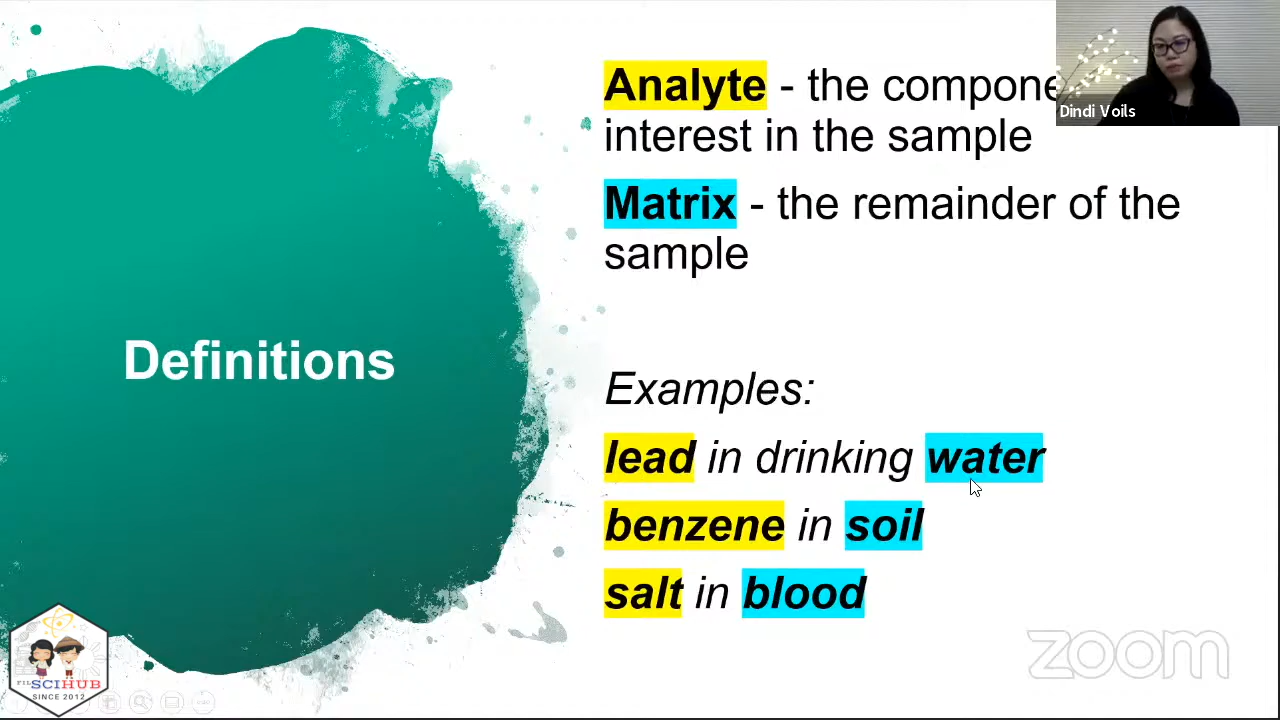 Analyte - the compone
interest in the sample
Dindi Voils
Matrix - the remainder of the
sample
Definitions
Examples:
lead in drinking water
benzene in soil
salt in blood
zoom
FIL
SCIHUB
SINCE 2012